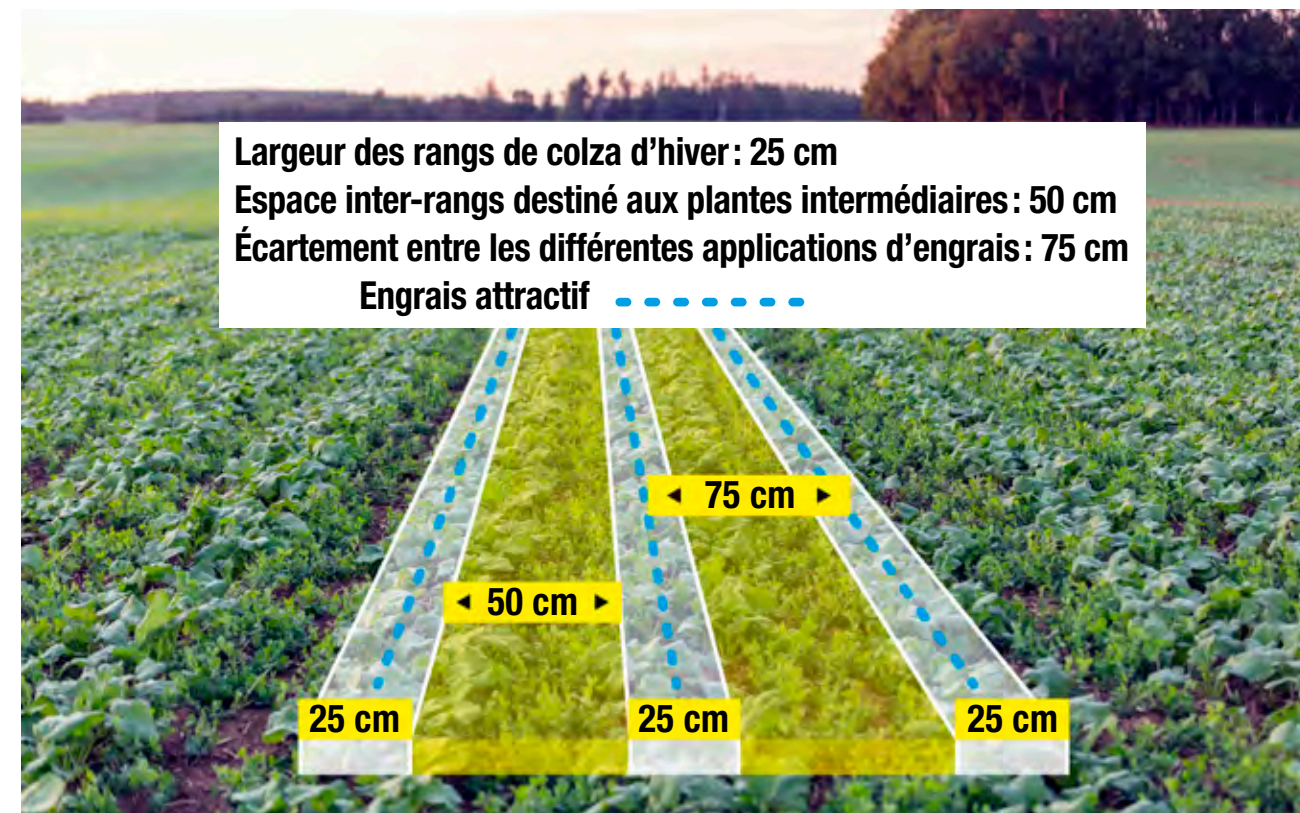 Largeur des rangs de colza d'hiver : 25 cm
Espace inter-rangs destiné aux plantes intermédiaires : 50 cm
Écartement entre les différentes applications d'engrais : 75 cm
Engrais attractif
75 cm
50 cm
25 cm
25 cm
25 cm